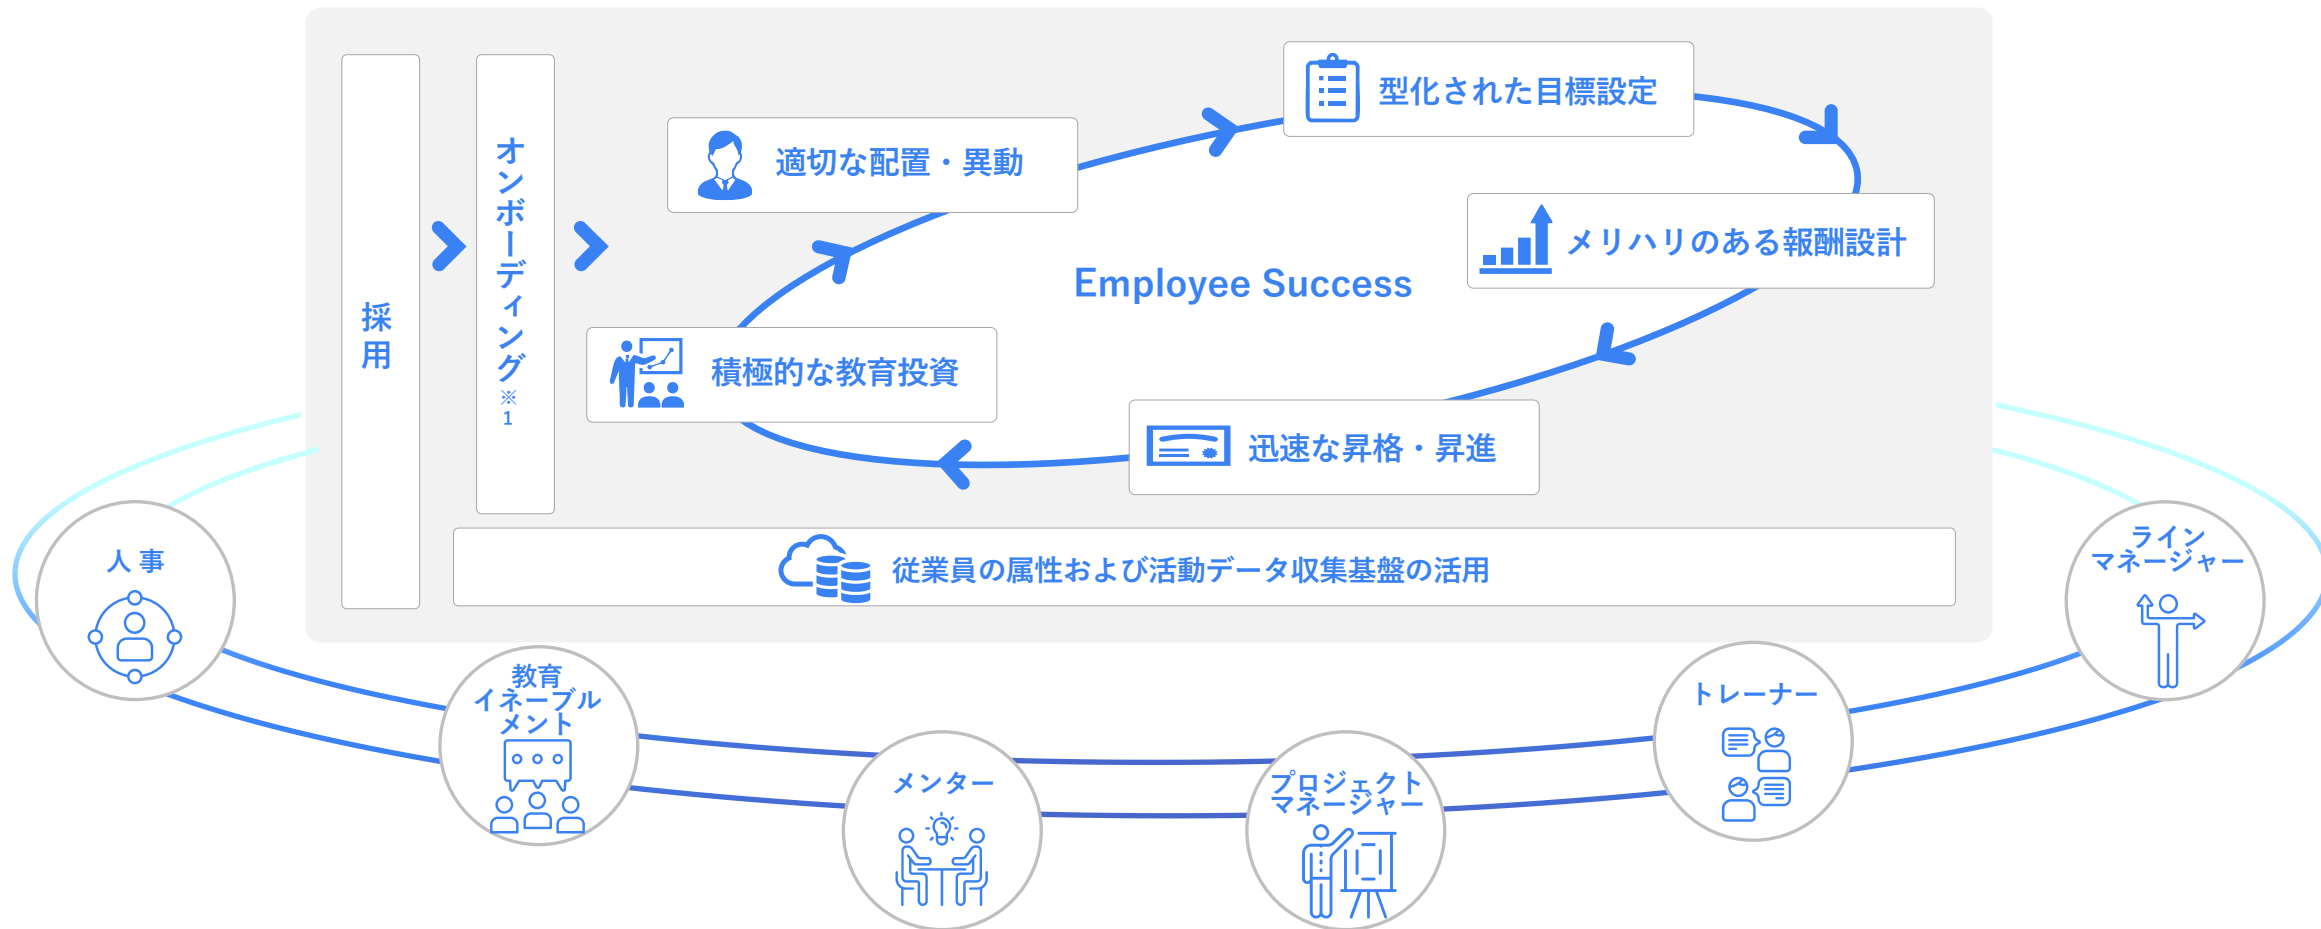 採用
オンボーディング
※
1
適切な配置・異動
型化された目標設定
メリハリのある報酬設計
Employee Success
積極的な教育投資
迅速な昇格・昇進
従業員の属性および活動データ収集基盤の活用
人事
教育
イネーブル
メント
メンター
プロジェクト
マネージャー
トレーナー
ライン
マネージャー